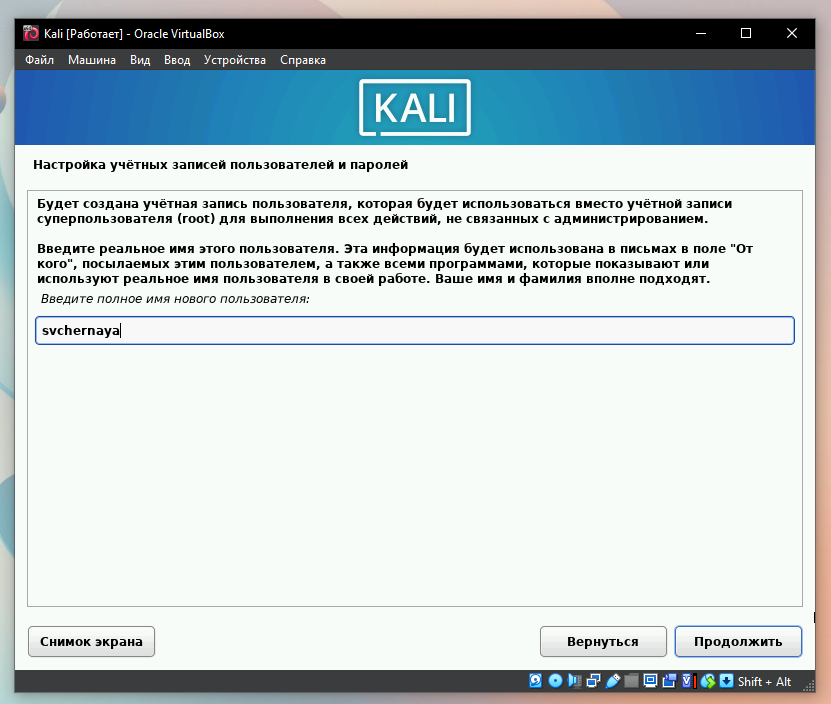 Kali [Работает] - Oracle VirtualBox
Файл Машина Вид Ввод Устройства Справка
KALI
Настройка учётных записей пользователей и паролей
Будет создана учётная запись пользователя, которая будет использоваться вместо учётной записи
суперпользователя (root) для выполнения всех действий, не связанных с администрированием.
Введите реальное имя этого пользователя. Эта информация будет использована в письмах в поле "От
кого", посылаемых этим пользователем, а также всеми программами, которые показывают или
используют реальное имя пользователя в своей работе. Ваше имя и фамилия вполне подходят.
Введите полное имя нового пользователя:
svchernaya
Снимок экрана Вернуться Продолжить
Shift + Alt